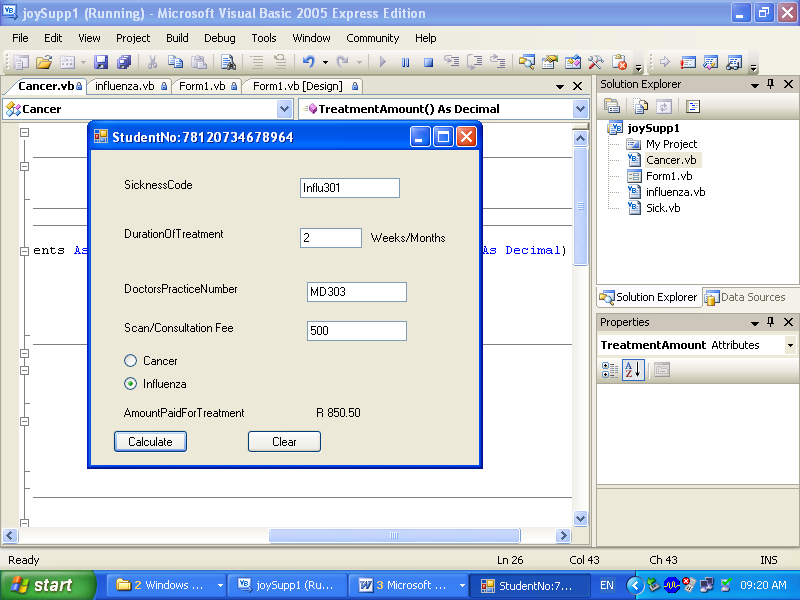 joySupp1 (Running) - Microsoft Visual Basic 2005 Express Edition
File Edit View Project Build Debug Tools Window Community Help
Cancer.vb influenza.vb Form1.vb Form1.vb [Design]
Cancer TreatmentAmount() As Decimal
ents As
As Decimal)
StudentNo:78120734678964
SicknessCode Influ301
DurationOfTreatment 2 Weeks/Months
DoctorsPracticeNumber MD303
Scan/Consultation Fee 500
Cancer
Influenza
AmountPaidForTreatment R 850.50
Calculate Clear
Solution Explorer
joySupp1
My Project
Cancer.vb
Form1.vb
influenza.vb
Sick.vb
Solution Explorer Data Sources
Properties
TreatmentAmount Attributes
Ready Ln 26 Col 43 Ch 43 INS
start 2 Windows ... joySupp1 (Ru... 3 Microsoft ... StudentNo:7... EN 09:20 AM